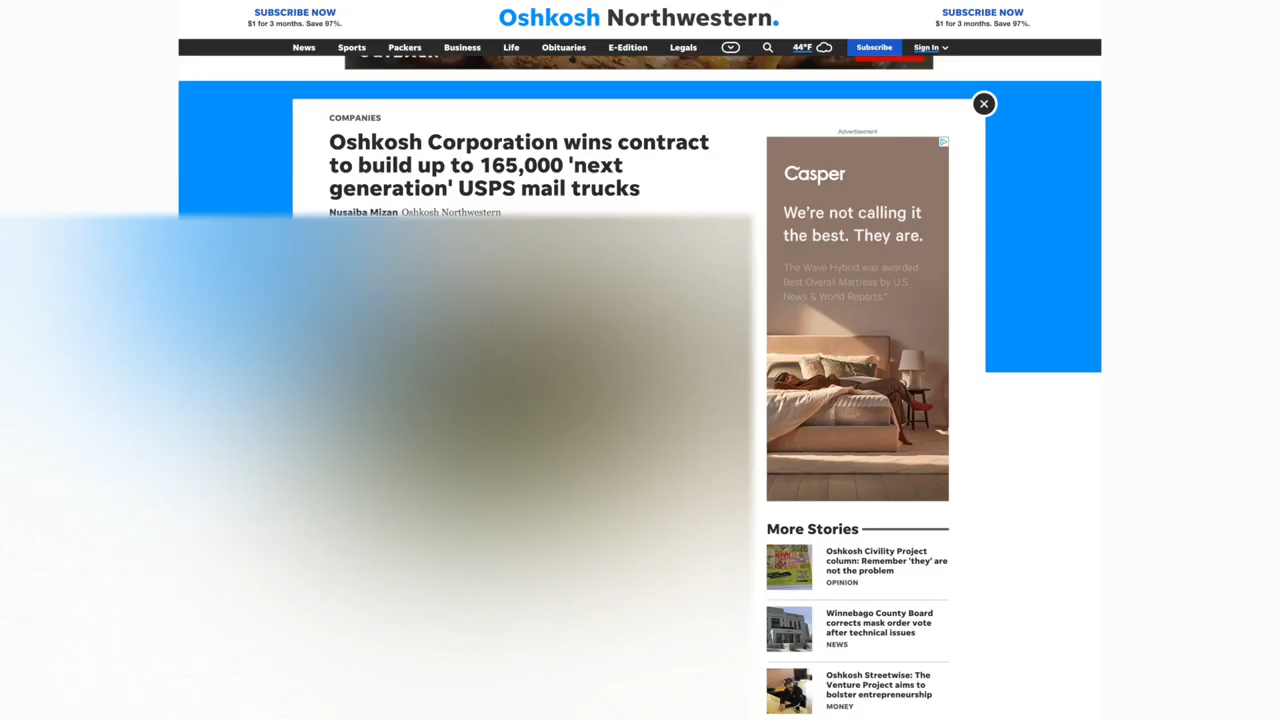 SUBSCRIBE NOW
$1 for 3 months. Save 97%.
Oshkosh Northwestern.
SUBSCRIBE NOW
$1 for 3 months. Save 97%.
News Sports Packers Business Life Obituaries E-Edition Legals 44°F Subscribe Sign In
COMPANIES
Oshkosh Corporation wins contract
to build up to 165,000 'next
generation' USPS mail trucks
Nusaiba Mizan Oshkosh Northwestern
Advertisement
Casper
We're not calling it
the best. They are.
The Wave Hybrid was awarded
Best Overall Mattress by U.S.
News & World Reports.*
More Stories
Oshkosh Civility Project
column: Remember 'they' are
not the problem
OPINION
Winnebago County Board
corrects mask order vote
after technical issues
NEWS
Oshkosh Streetwise: The
Venture Project aims to
bolster entrepreneurship
MONEY